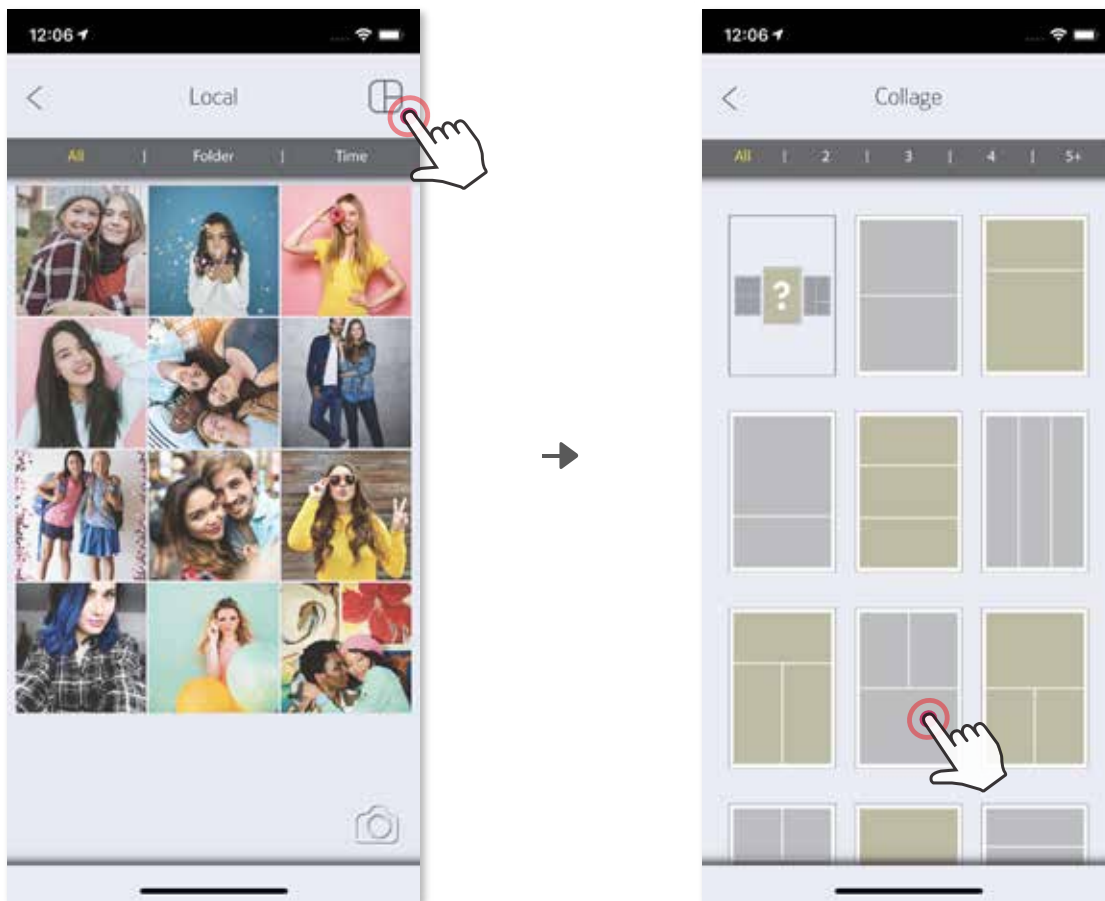 12:06
Local
All | Folder | Time
12:06
Collage
All | 2 | 3 | 4 | 5+
?